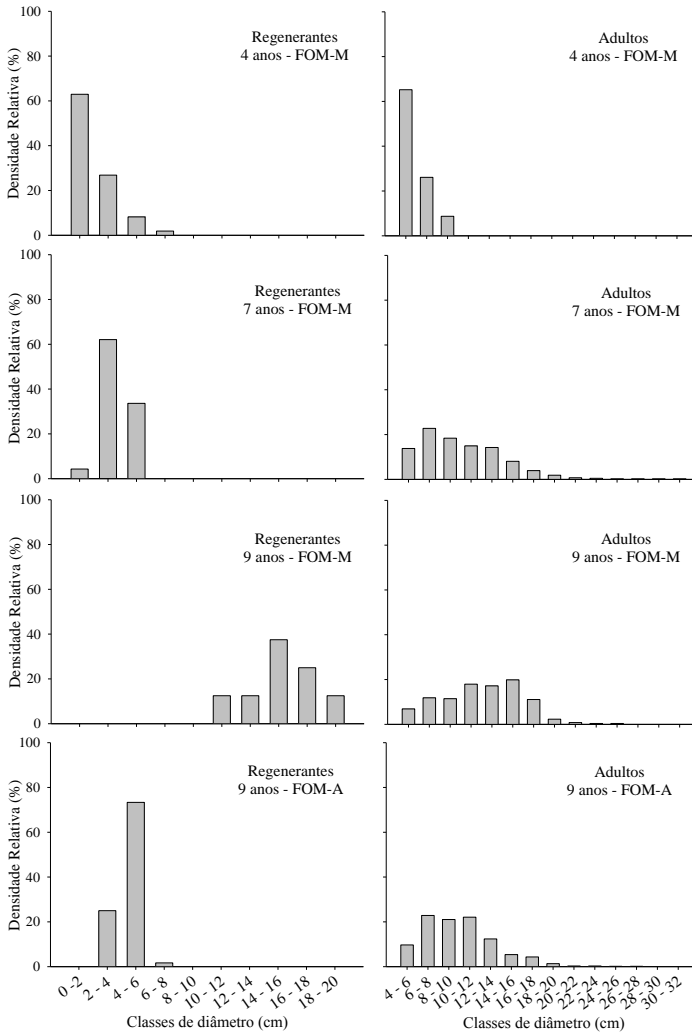 100
80
60
40
20
0
Densidade Relativa (%)
Regenerantes
4 anos - FOM-M
Adultos
4 anos - FOM-M
100
80
60
40
20
0
Densidade Relativa (%)
Regenerantes
7 anos - FOM-M
Adultos
7 anos - FOM-M
100
80
60
40
20
0
Densidade Relativa (%)
Regenerantes
9 anos - FOM-M
Adultos
9 anos - FOM-M
100
80
60
40
20
0
Densidade Relativa (%)
Regenerantes
9 anos - FOM-A
Adultos
9 anos - FOM-A
0 - 2
2 - 4
4 - 6
6 - 8
8 - 10
10 - 12
12 - 14
14 - 16
16 - 18
18 - 20
Classes de diâmetro (cm)
4 - 6
6 - 8
8 - 10
10 - 12
12 - 14
14 - 16
16 - 18
18 - 20
20 - 22
22 - 24
24 - 26
26 - 28
28 - 30
30 - 32
Classes de diâmetro (cm)